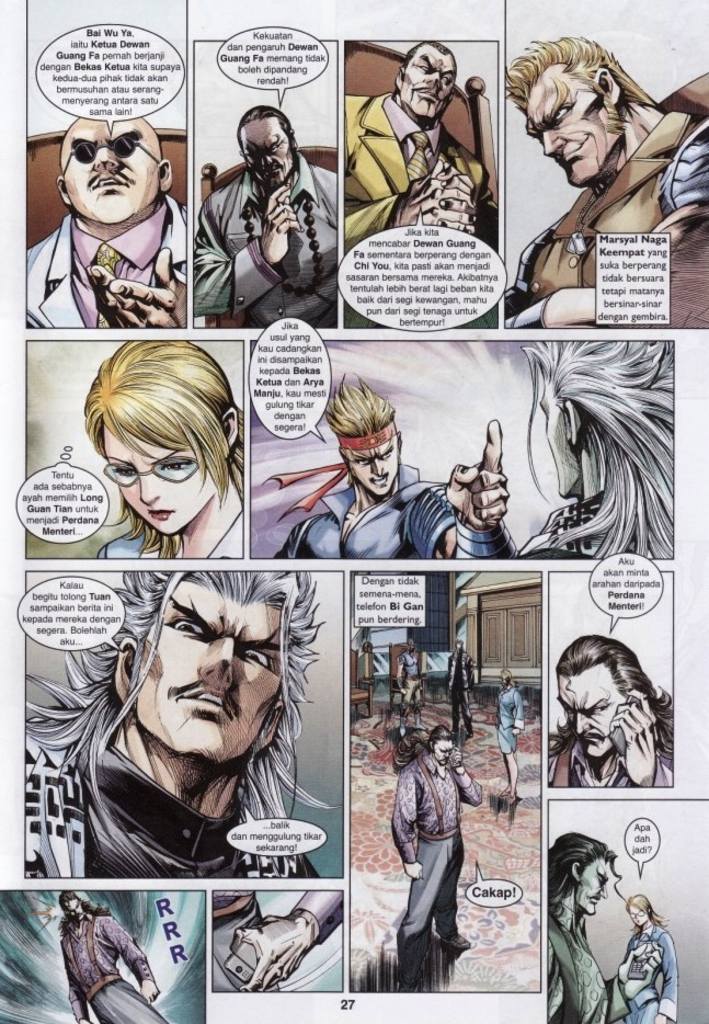 Bai Wu Ya,
iaitu Ketua Dewan
Guang Fa pernah berjanji
dengan Bekas Ketua kita supaya
kedua-dua pihak tidak akan
bermusuhan atau serang-
menyerang antara satu
sama lain!
Kekuatan
dan pengaruh Dewan
Guang Fa memang tidak
boleh dipandang
rendah!
Jika kita
mencabar Dewan Guang
Fa sebelum berperang dengan
Chi You, kita pasti akan menjadi
sasaran bersama mereka. Akibatnya
tentulah lebih berat lagi beban kita
baik dari segi kewangan, mahu
pun dari segi tenaga untuk
bertempur!
Marsyal Naga
Keempat yang
suka berperang
tidak bersuara
tetapi matanya
bersinar-sinar
dengan gembira.
Tentu
ada sebabnya
ayah memilih Long
Guan Tian untuk
menjadi Perdana
Menteri...
Jika
usul yang
kau cadangkan
ini disampaikan
kepada Bekas
Ketua dan Arya
Manju, kau mesti
gulung tikar
dengan
segera!
Kalau
begitu tolong Tuan
sampaikan berita ini
kepada mereka dengan
segera. Bolehlah
aku...
...balik
dan menggulung tikar
sekarang!
Dengan tidak
semena-mena,
telefon Bi Gan
pun berdering.
Cakap!
Aku
akan minta
arahan daripada
Perdana
Menteri!
Apa
dah
jadi?
RRR
27